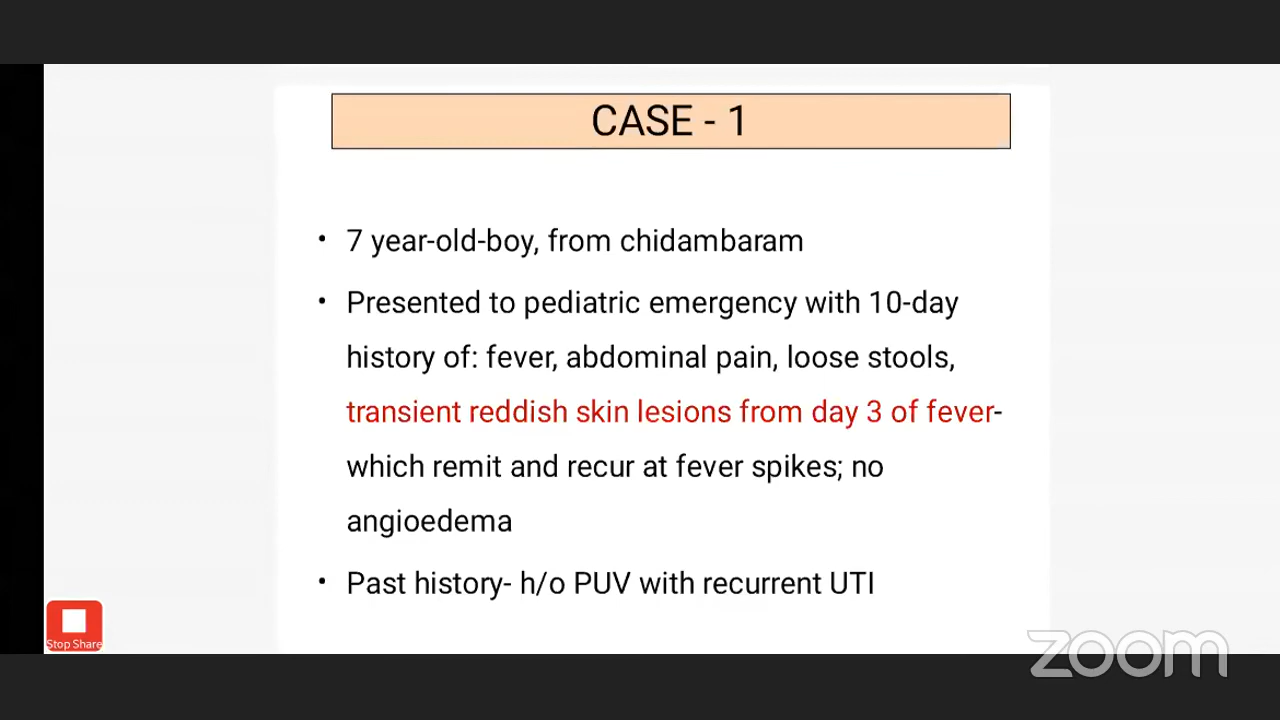 CASE - 1
• 7 year-old-boy, from chidambaram
• Presented to pediatric emergency with 10-day
history of: fever, abdominal pain, loose stools,
transient reddish skin lesions from day 3 of fever-
which remit and recur at fever spikes; no
angioedema
• Past history- h/o PUV with recurrent UTI
Stop Share
zoom